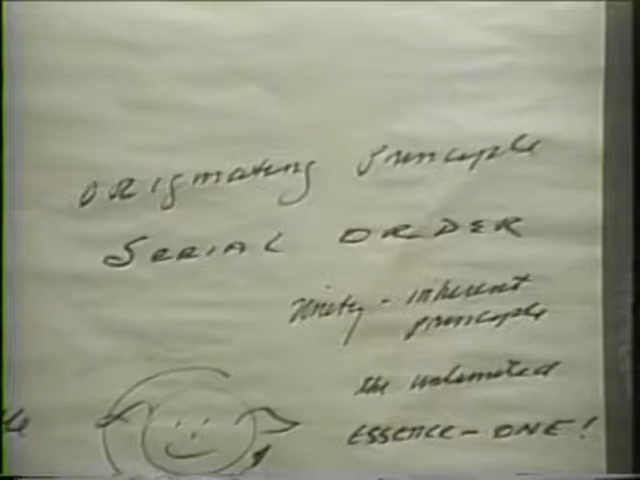 ORIginating Principle
SERIAL ORDER
Unity - inherent
principle
the unlimited
ESSENCE - ONE!